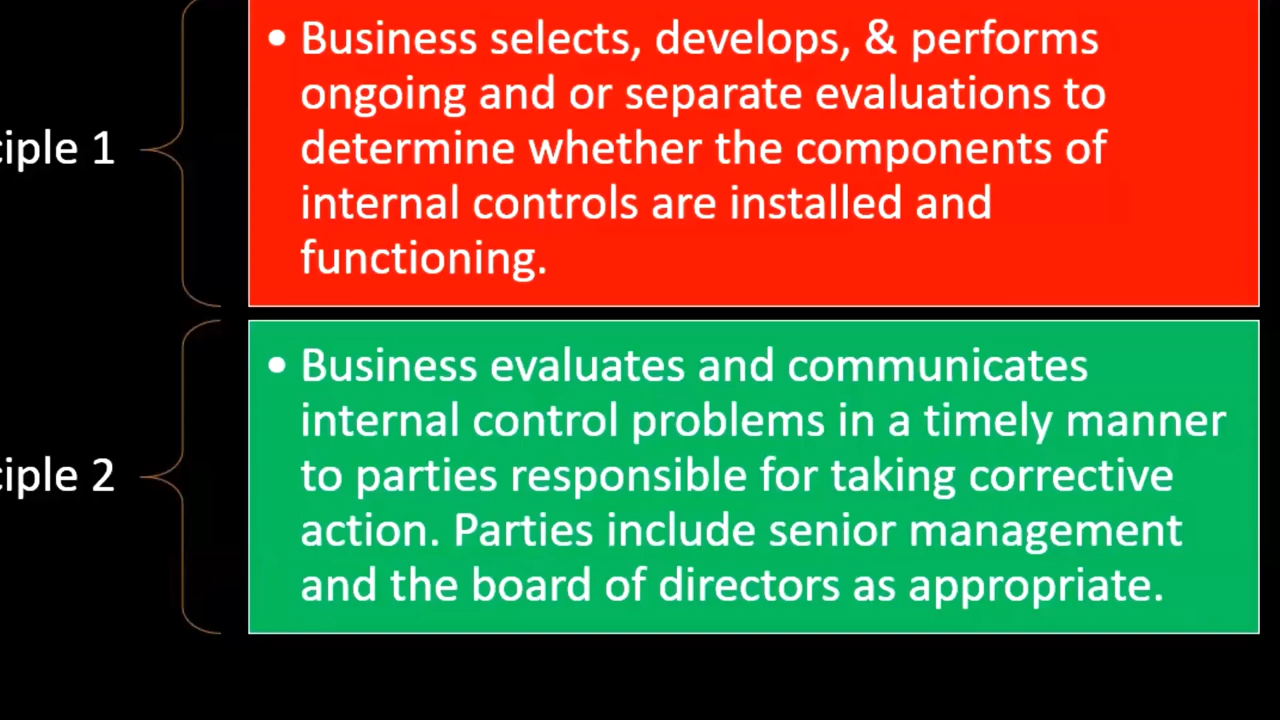 • Business selects, develops, & performs
ongoing and or separate evaluations to
determine whether the components of
internal controls are installed and
functioning.
ciple 1
• Business evaluates and communicates
internal control problems in a timely manner
to parties responsible for taking corrective
action. Parties include senior management
and the board of directors as appropriate.
ciple 2